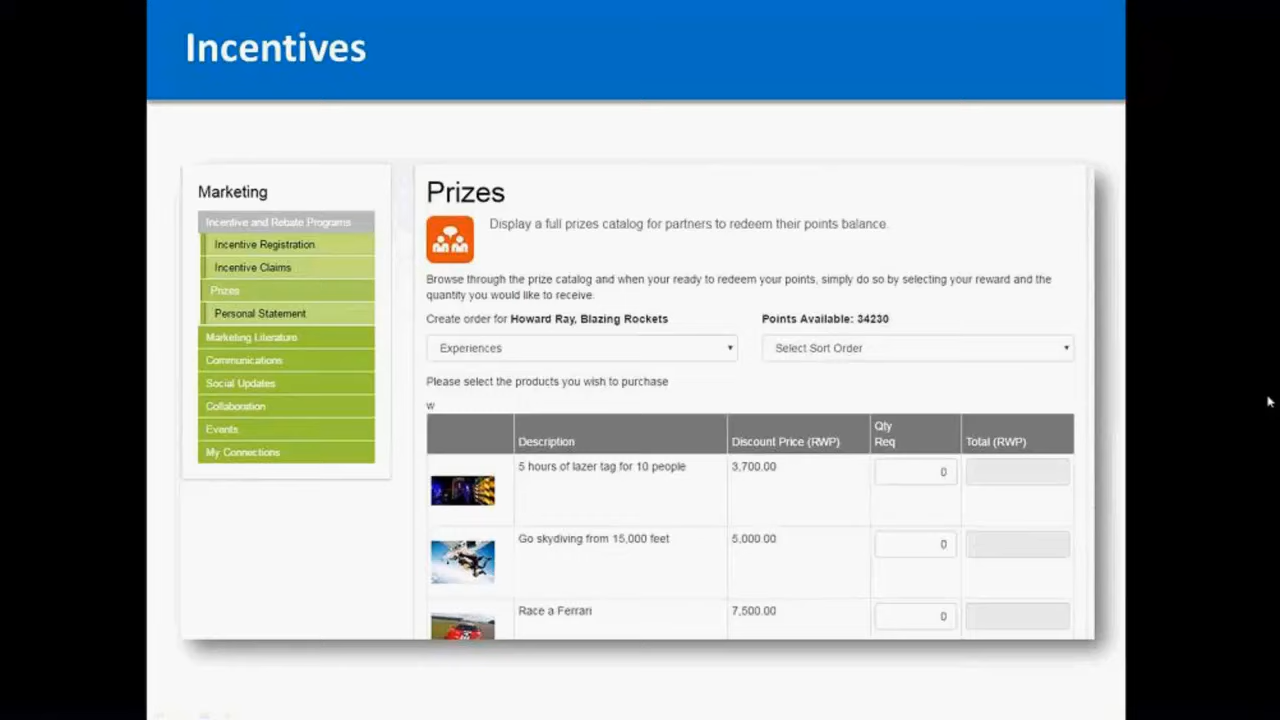 Incentives
Marketing
Incentive and Rebate Programs
Incentive Registration
Incentive Claims
Prizes
Personal Statement
Marketing Literature
Communications
Social Updates
Collaboration
Events
My Connections
Prizes
Display a full prizes catalog for partners to redeem their points balance.
Browse through the prize catalog and when your ready to redeem your points, simply do so by selecting your reward and the
quantity you would like to receive.
Create order for Howard Ray, Blazing Rockets
Points Available: 34230
Experiences
Select Sort Order
Please select the products you wish to purchase
w
Description
Discount Price (RWP)
Qty
Req
Total (RWP)
5 hours of lazer tag for 10 people
3,700.00
0
Go skydiving from 15,000 feet
5,000.00
0
Race a Ferrari
7,500.00
0